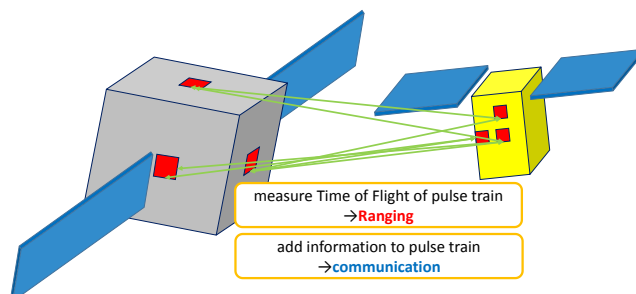 measure Time of Flight of pulse train
→Ranging
add information to pulse train
→communication